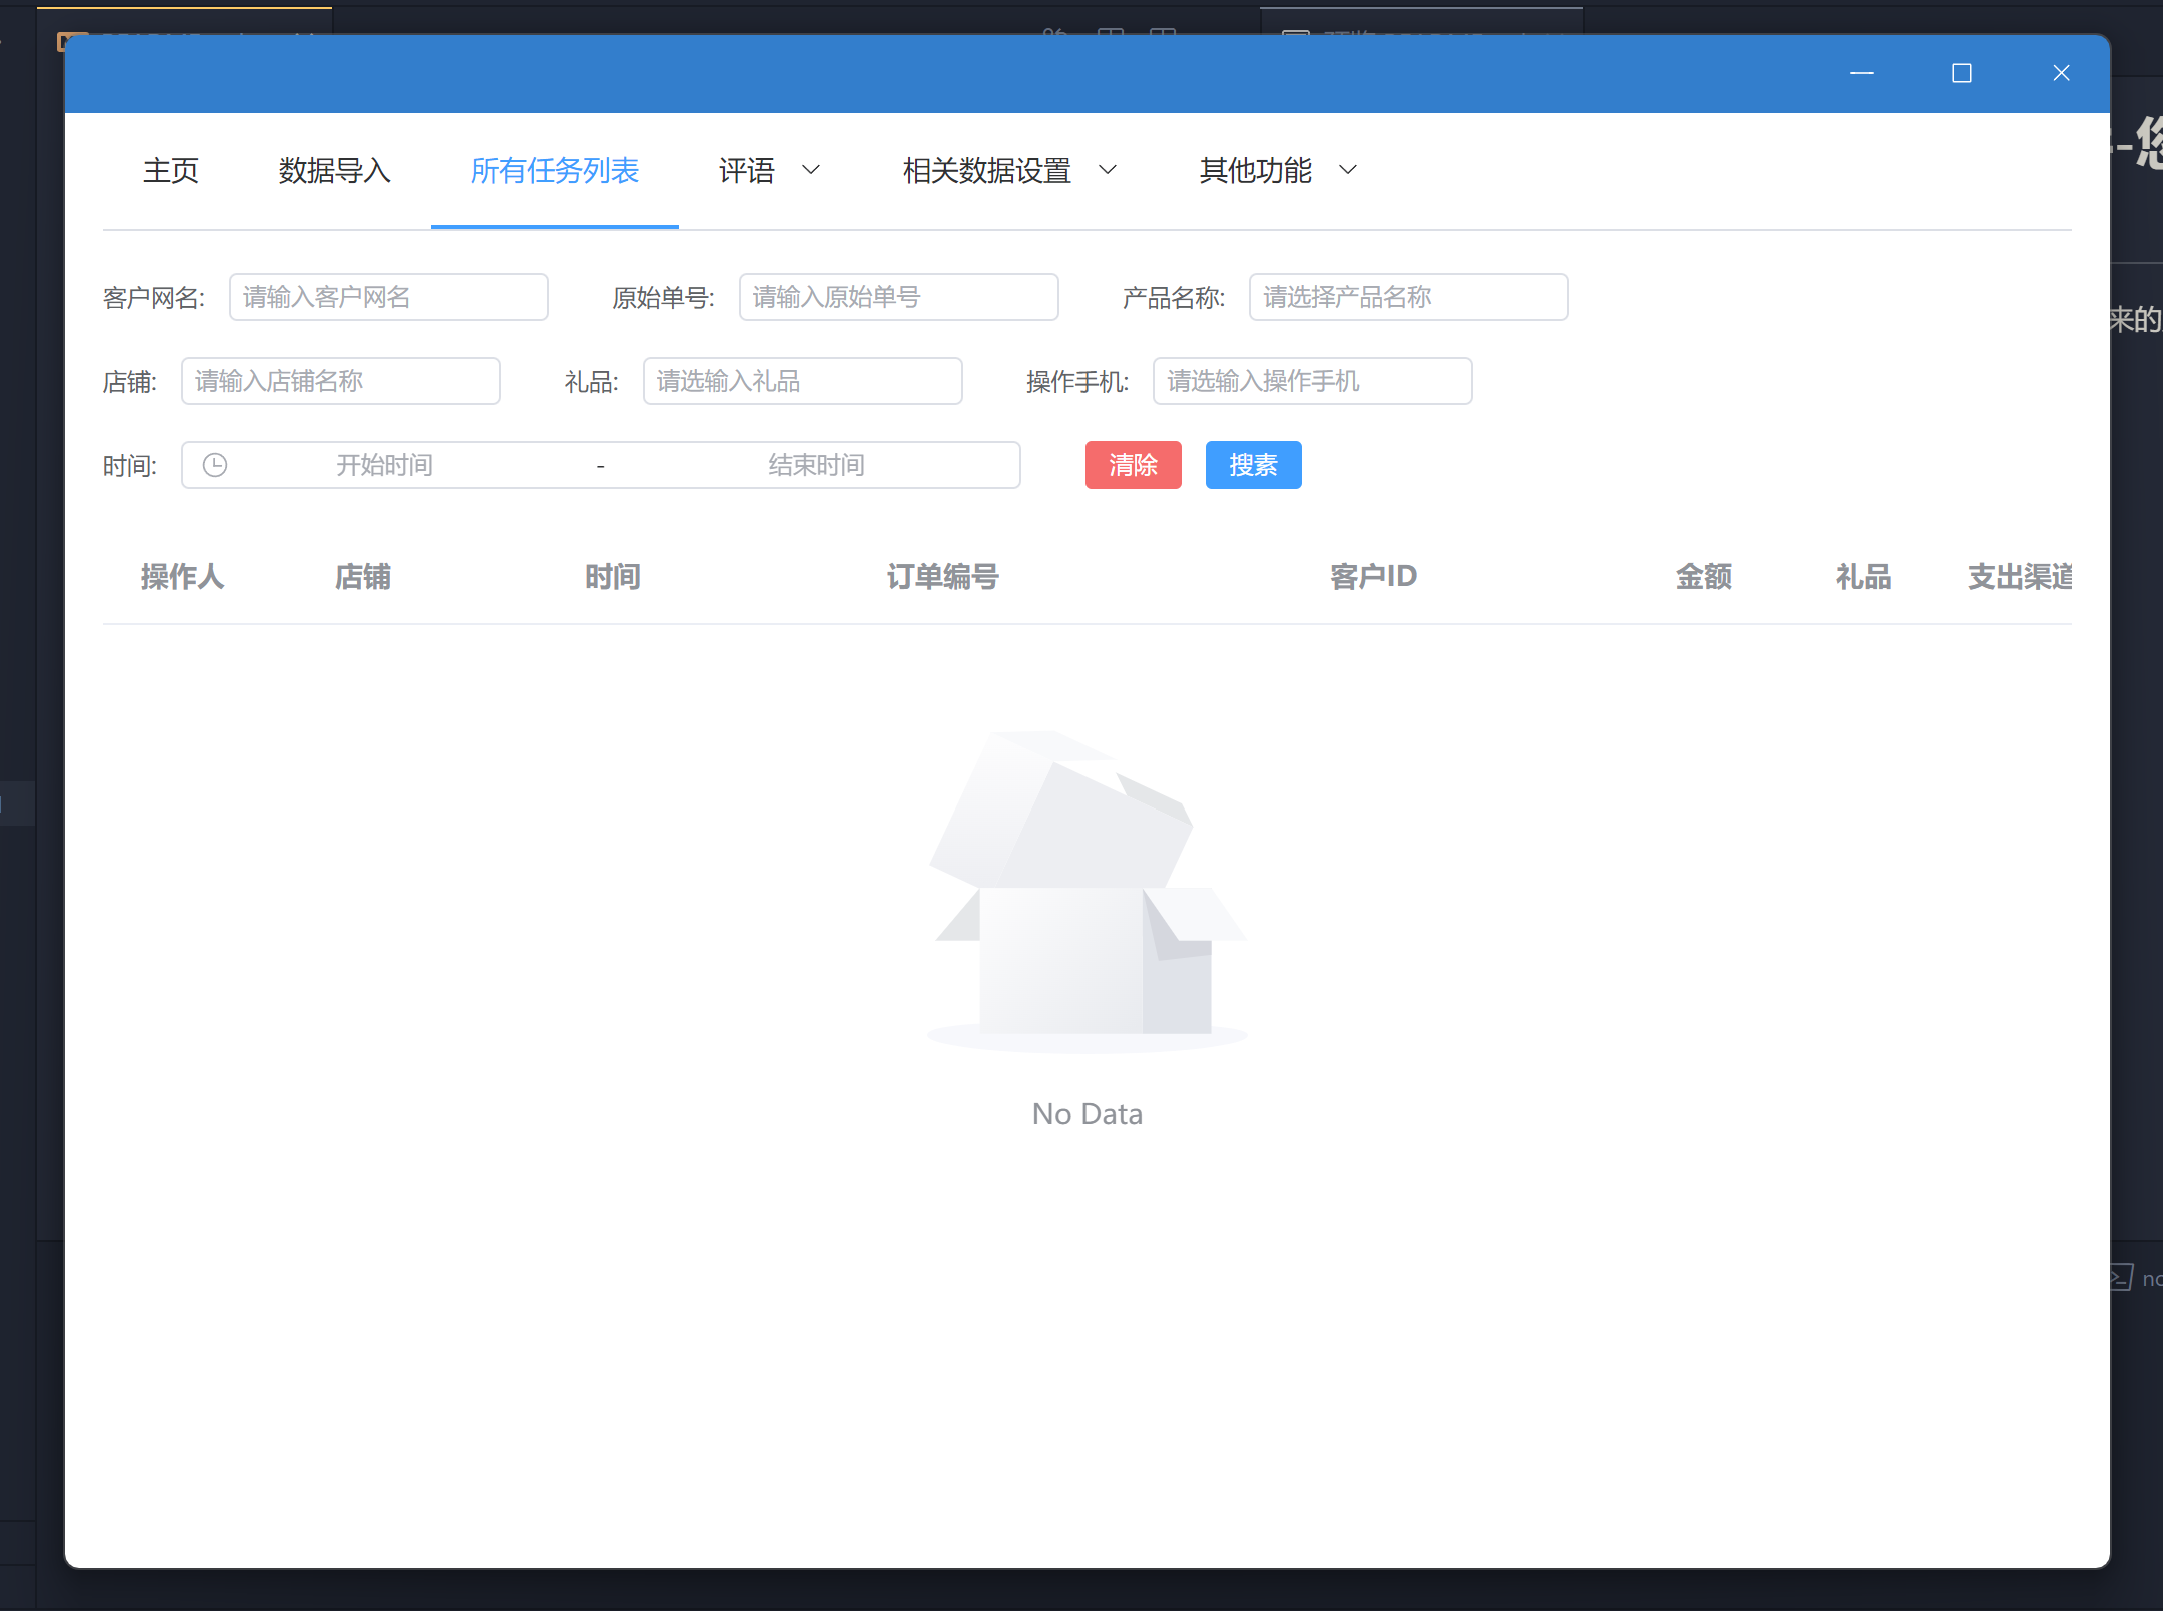 主页 数据导入 所有任务列表 评语 相关数据设置 其他功能
客户网名: 请输入客户网名 原始单号: 请输入原始单号 产品名称: 请选择产品名称
店铺: 请输入店铺名称 礼品: 请选输入礼品 操作手机: 请选输入操作手机
时间: 开始时间 - 结束时间 清除 搜素
操作人 店铺 时间 订单编号 客户ID 金额 礼品 支出渠道
No Data
-您
来的